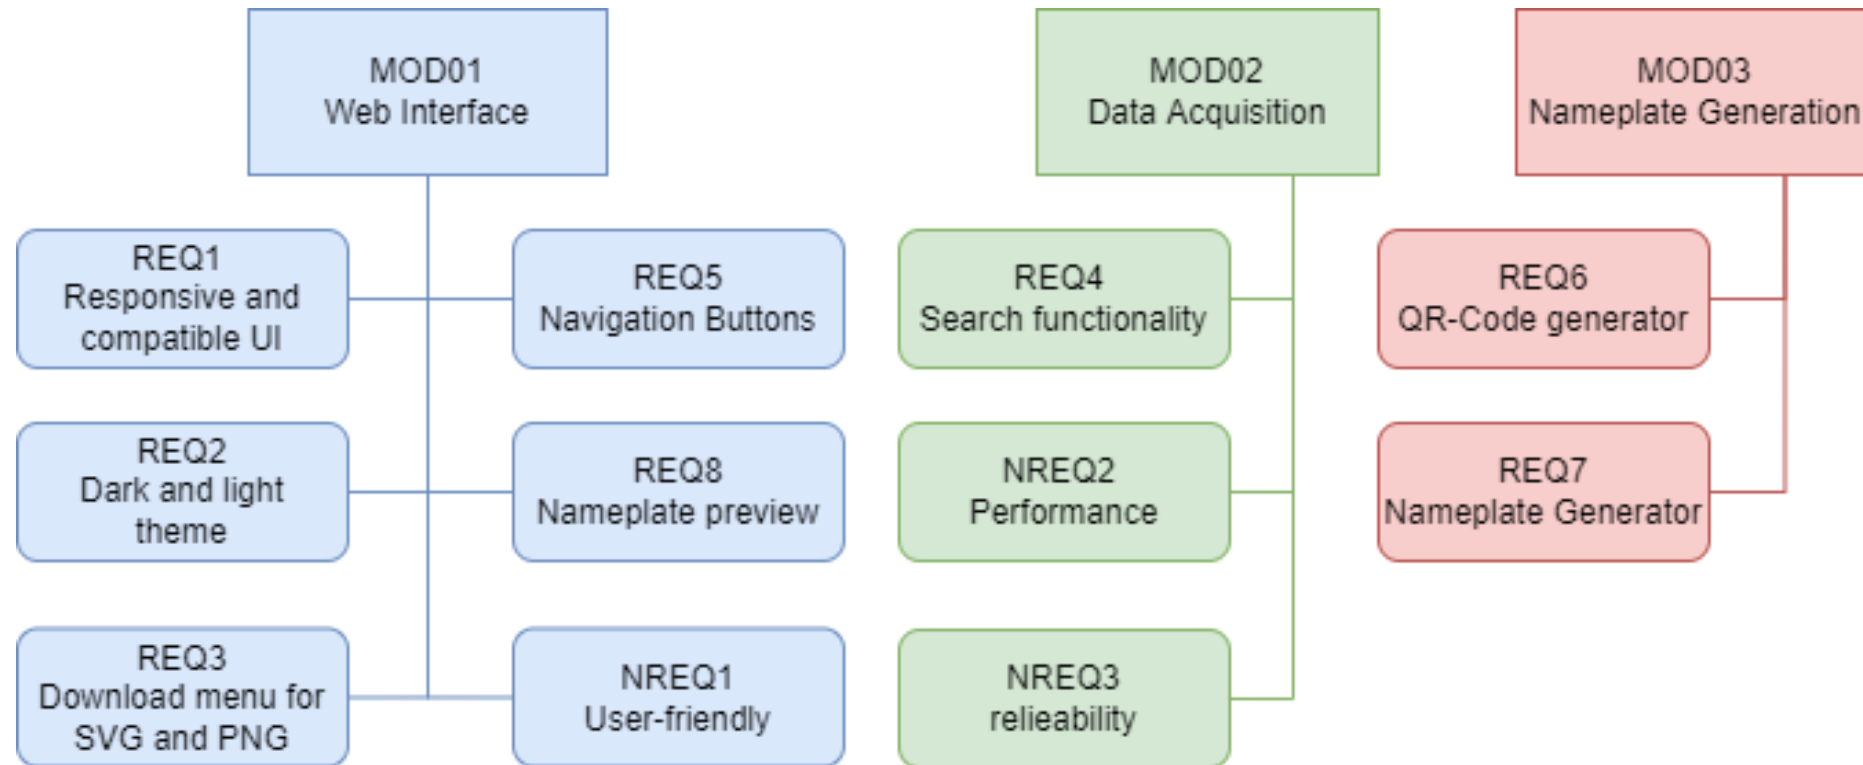 MOD01
Web Interface
MOD02
Data Acquisition
MOD03
Nameplate Generation
REQ1
Responsive and
compatible UI
REQ5
Navigation Buttons
REQ4
Search functionality
REQ6
QR-Code generator
REQ2
Dark and light
theme
REQ8
Nameplate preview
NREQ2
Performance
REQ7
Nameplate Generator
REQ3
Download menu for
SVG and PNG
NREQ1
User-friendly
NREQ3
relieability